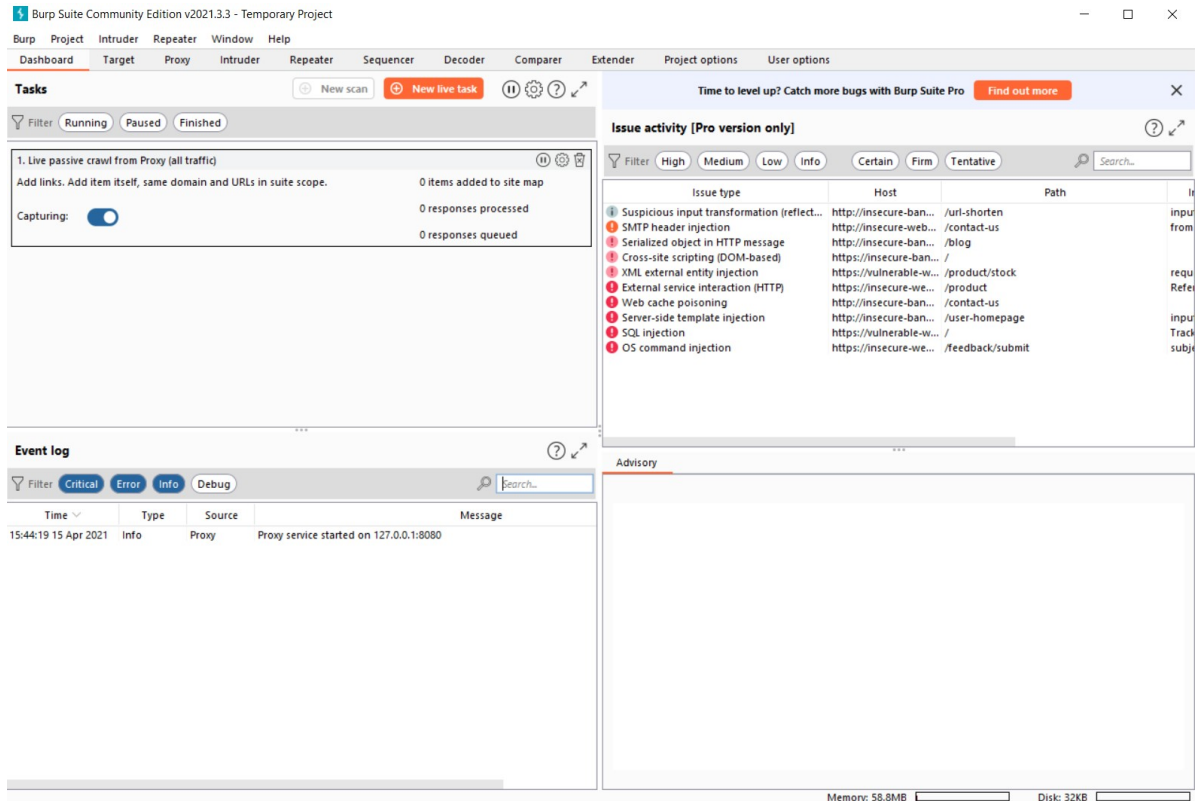 Burp Suite Community Edition v2021.3.3 - Temporary Project
Burp Project Intruder Repeater Window Help
Dashboard Target Proxy Intruder Repeater Sequencer Decoder Comparer Extender Project options User options
Tasks
New scan
New live task
Filter Running Paused Finished
1. Live passive crawl from Proxy (all traffic)
Add links. Add item itself, same domain and URLs in suite scope.
0 items added to site map
Capturing:
0 responses processed
0 responses queued
Event log
Filter Critical Error Info Debug
Search...
Time Type Source Message
15:44:19 15 Apr 2021 Info Proxy Proxy service started on 127.0.0.1:8080
Time to level up? Catch more bugs with Burp Suite Pro
Find out more
Issue activity [Pro version only]
Filter High Medium Low Info Certain Firm Tentative
Search...
Issue type Host Path
Suspicious input transformation (reflect... http://insecure-ban... /url-shorten inpu
SMTP header injection http://insecure-web... /contact-us from
Serialized object in HTTP message http://insecure-ban... /blog
Cross-site scripting (DOM-based) https://insecure-ban... /
XML external entity injection https://vulnerable-w... /product/stock requ
External service interaction (HTTP) https://insecure-we... /product Refe
Web cache poisoning http://insecure-ban... /contact-us
Server-side template injection http://insecure-ban... /user-homepage inpu
SQL injection https://vulnerable-w... / Track
OS command injection https://insecure-we... /feedback/submit subje
Advisory
Memory: 58.8MB Disk: 32KB